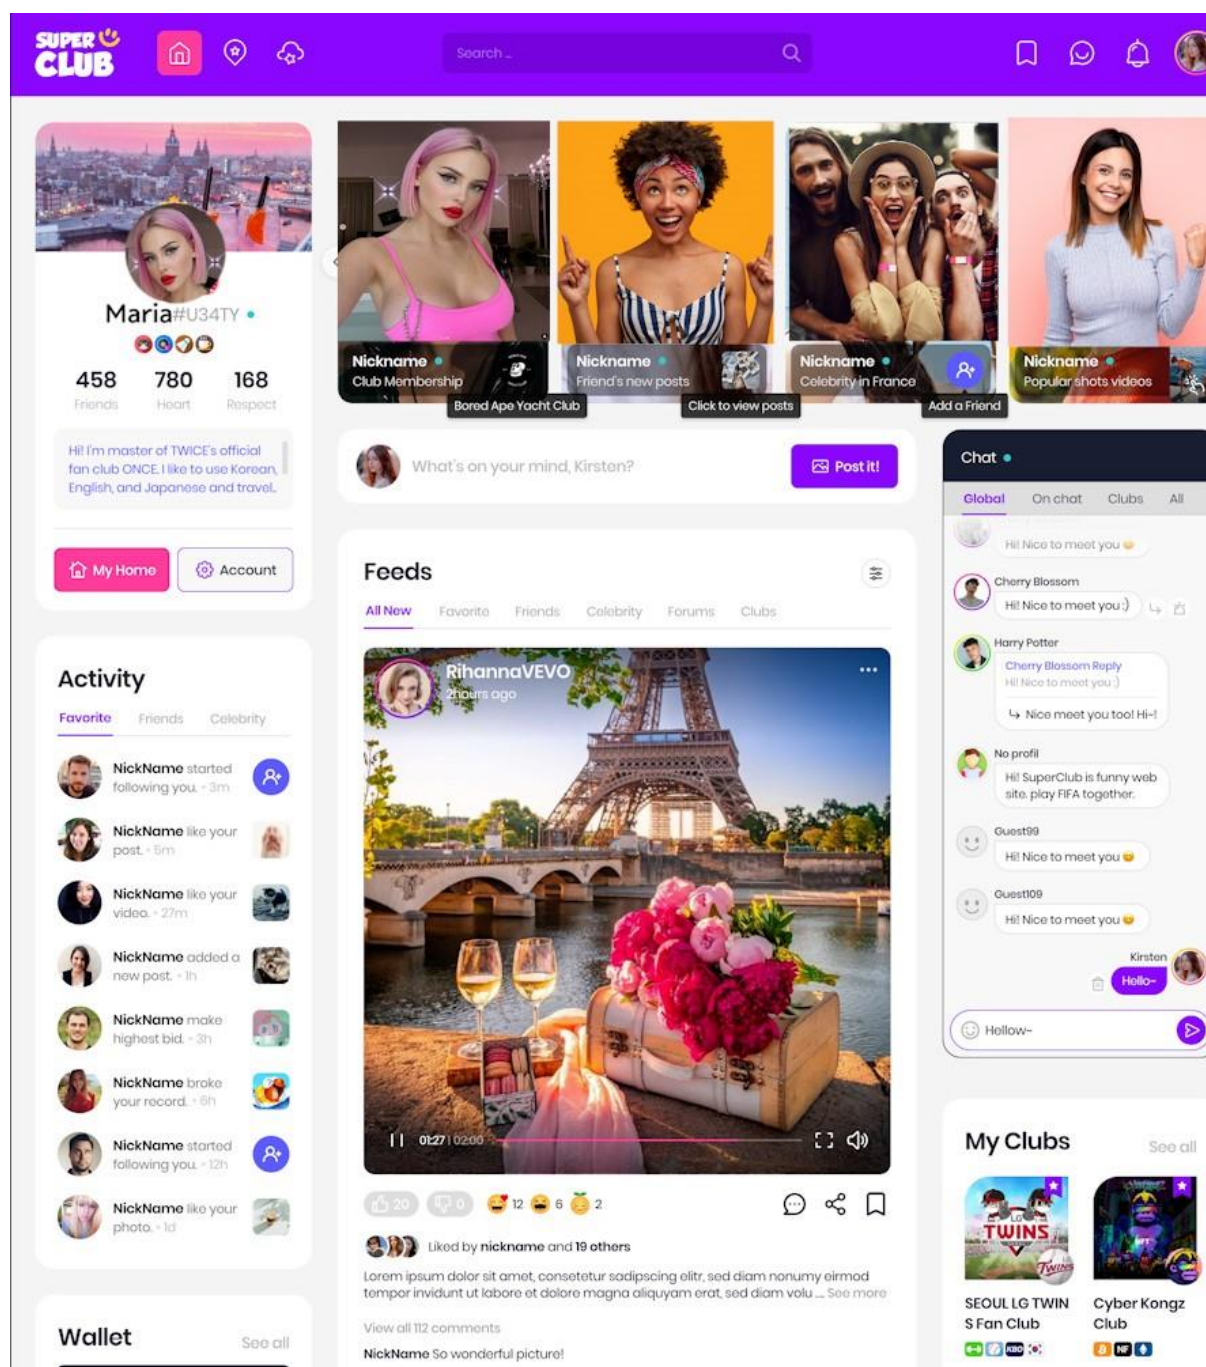 SUPER
CLUB
Search ..
Maria#U34TY
458
780
168
Friends
Heart
Respect
Hi! I'm master of TWICE's official
fan club ONCE. I like to use Korean,
English, and Japanese and travel..
My Home
Account
Nickname
Club Membership
Bored Ape Yacht Club
Nickname
Friend's new posts
Click to view posts
Nickname
Celebrity in France
Add a Friend
Nickname
Popular shots videos
What's on your mind, Kirsten?
Post it!
Activity
Favorite
Friends
Celebrity
NickName started
following you. • 3m
NickName like your
post. • 5m
NickName like your
video. • 27m
NickName added a
new post. • 1h
NickName make
highest bid. • 3h
NickName broke
your record. • 6h
NickName started
following you. • 12h
NickName like your
photo. • 1d
Wallet
See all
Feeds
All New
Favorite
Friends
Celebrity
Forums
Clubs
RihannaVEVO
2hours ago
01:27 | 02:00
20
0
12
6
2
Liked by nickname and 19 others
Lorem ipsum dolor sit amet, consetetur sadipscing elitr, sed diam nonumy eirmod
tempor invidunt ut labore et dolore magna aliquyam erat, sed diam volu .... See more
View all 112 comments
NickName So wonderful picture!
Chat
Global
On chat
Clubs
All
Hi! Nice to meet you
Cherry Blossom
Hi! Nice to meet you :)
Harry Potter
Cherry Blossom Reply
Hi! Nice to meet you :)
Nice meet you too! Hi~!
No profil
Hi! SuperClub is funny web
site. play FIFA together.
Guest99
Hi! Nice to meet you
Guest109
Hi! Nice to meet you
Kirsten
Hello~
Hellow~
My Clubs
See all
LG
TWINS
Twins
SEOUL LG TWIN
S Fan Club
KBO
Cyber Kongz
Club
NF